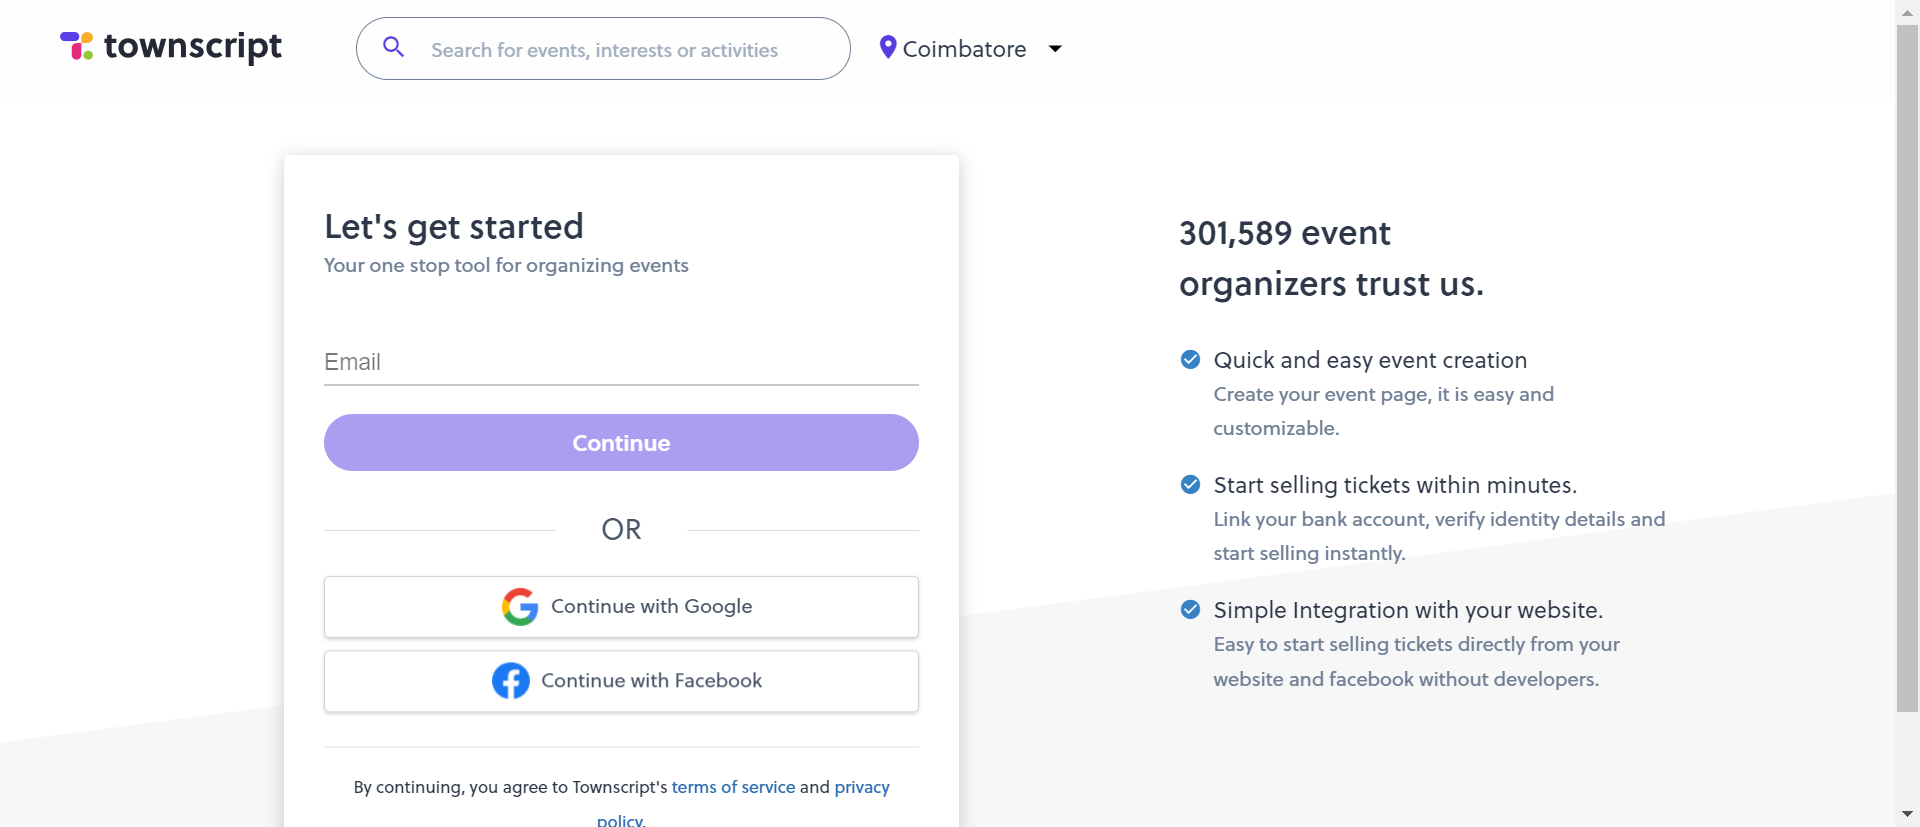 townscript
Search for events, interests or activities
Coimbatore
Let's get started
Your one stop tool for organizing events
Email
Continue
OR
Continue with Google
Continue with Facebook
By continuing, you agree to Townscript's terms of service and privacy
policy.
301,589 event
organizers trust us.
Quick and easy event creation
Create your event page, it is easy and
customizable.
Start selling tickets within minutes.
Link your bank account, verify identity details and
start selling instantly.
Simple Integration with your website.
Easy to start selling tickets directly from your
website and facebook without developers.